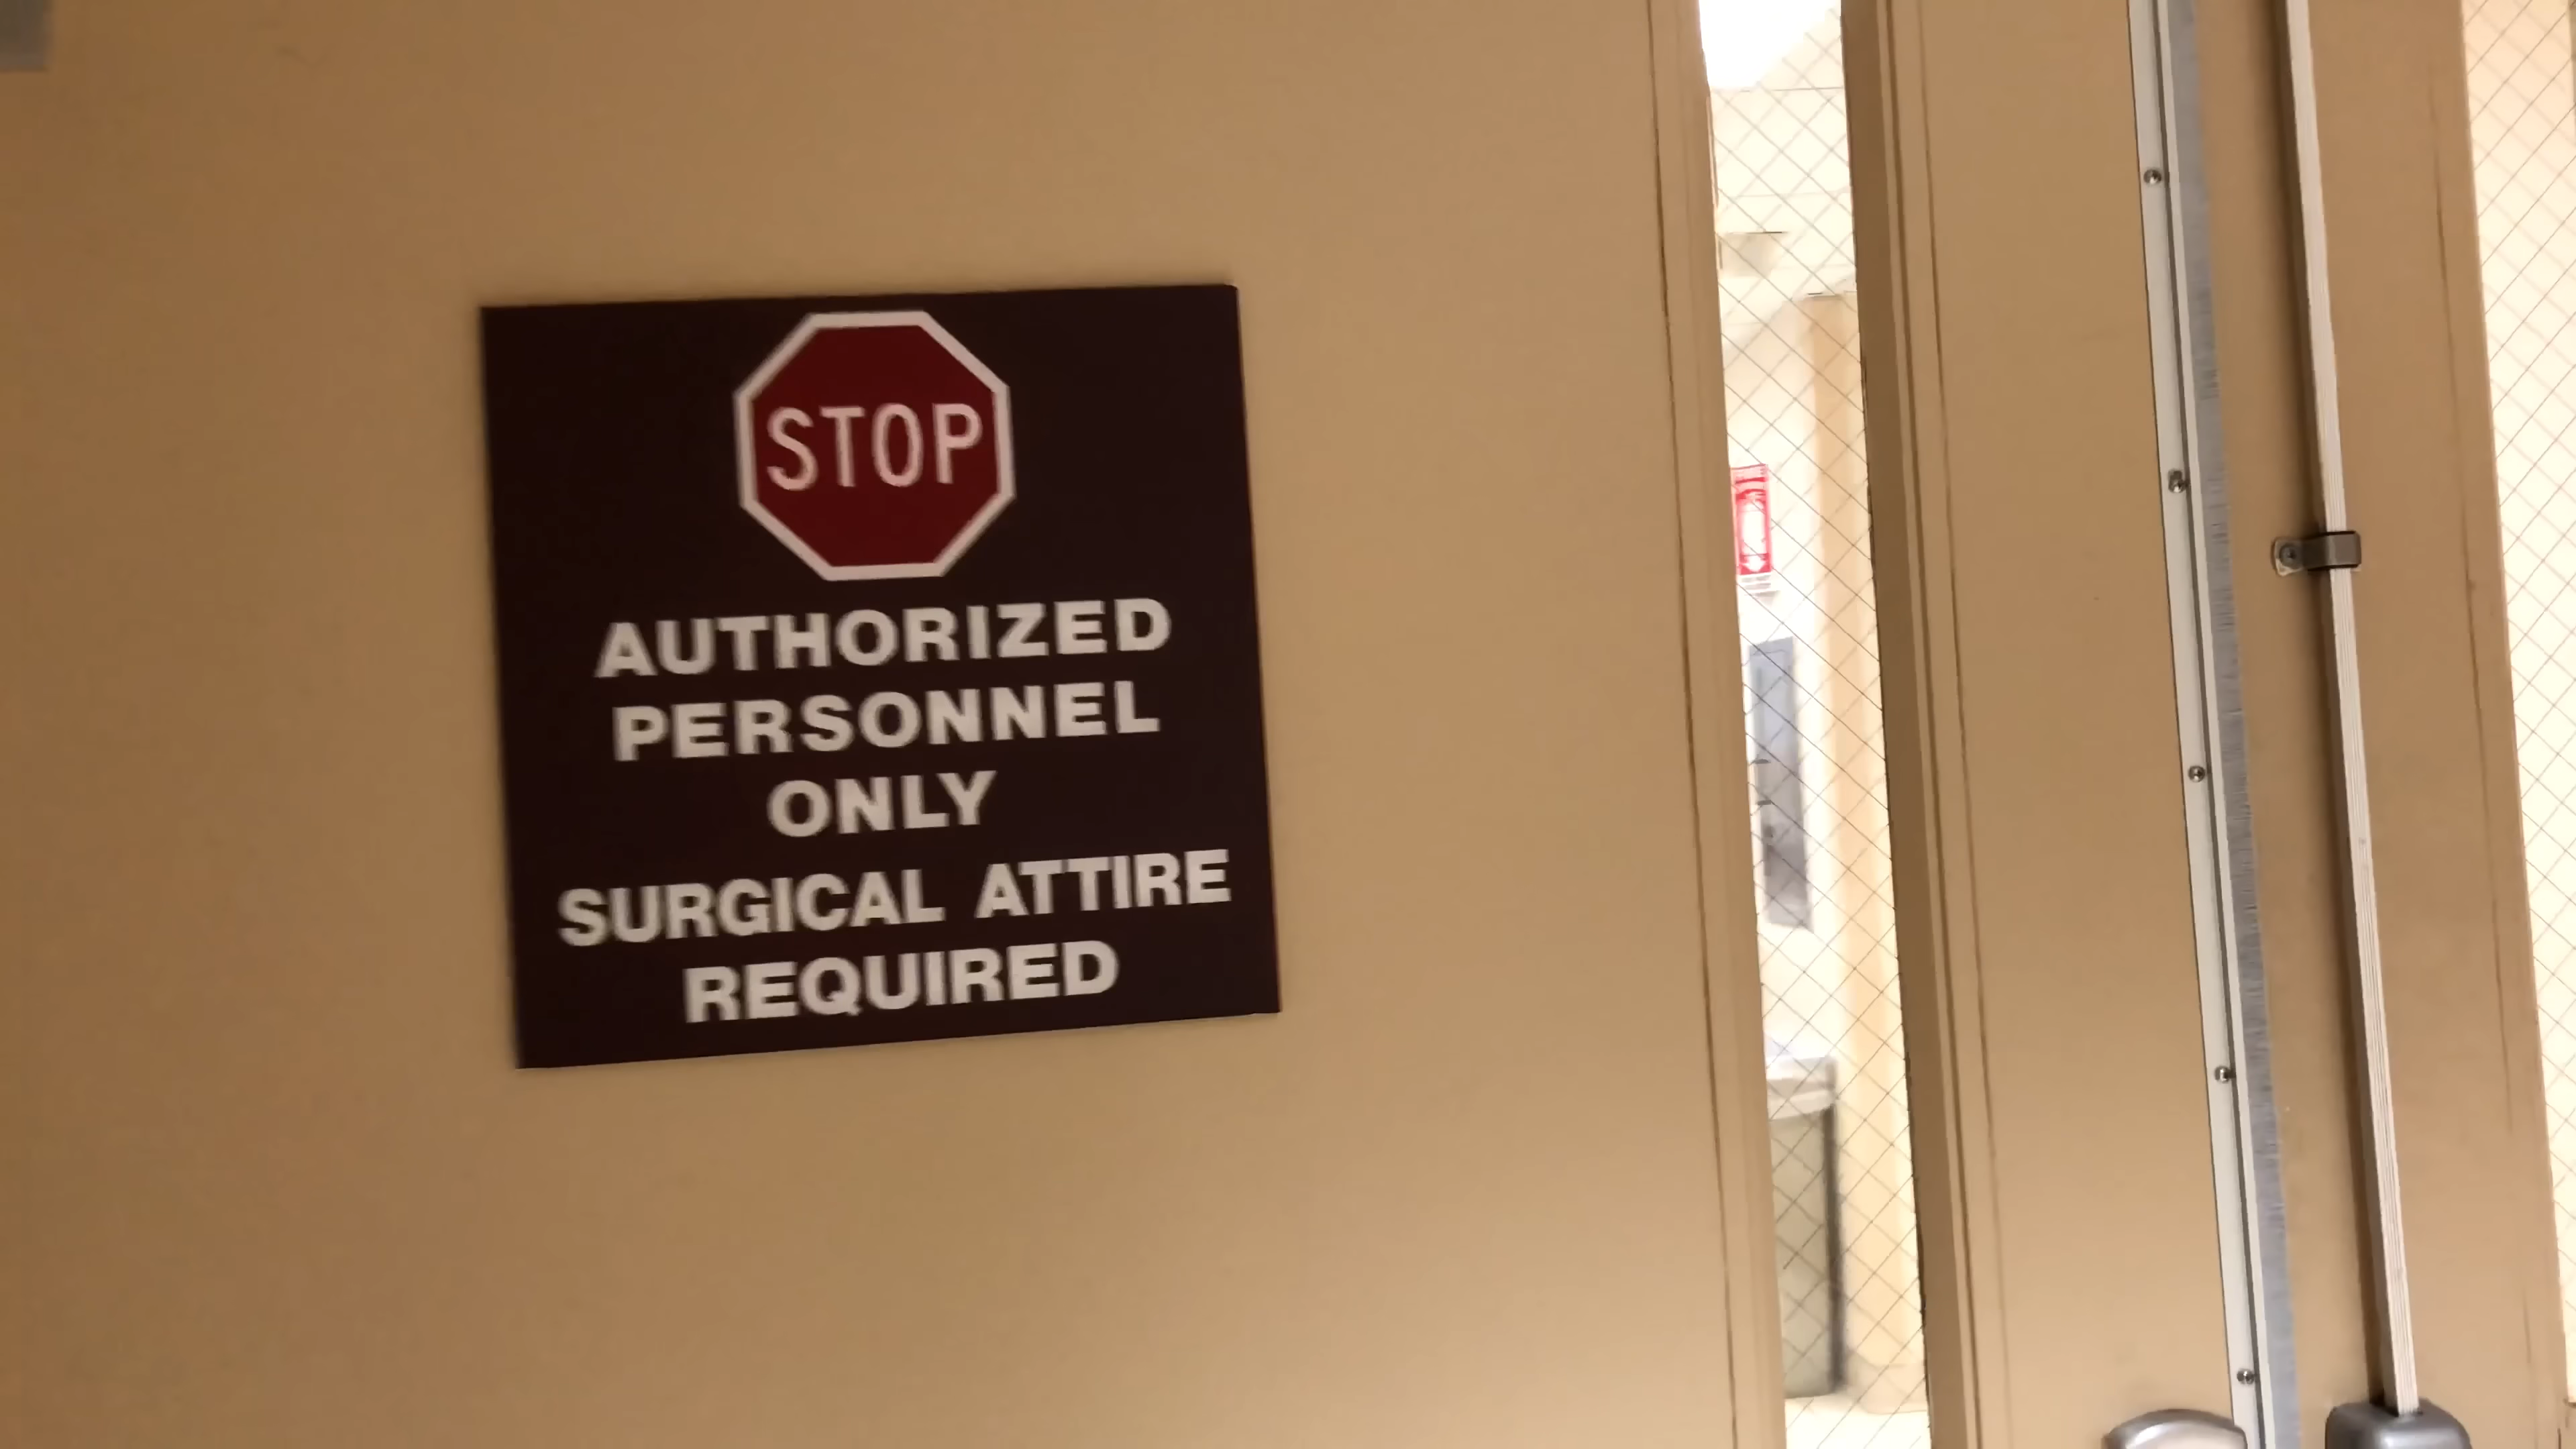 STOP
AUTHORIZED
PERSONNEL
ONLY
SURGICAL ATTIRE
REQUIRED